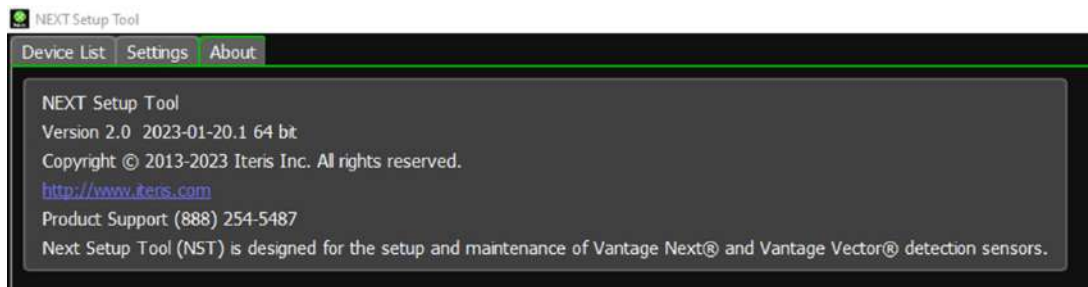 NEXT Setup Tool
Device List Settings About
NEXT Setup Tool
Version 2.0 2023-01-20.1 64 bit
Copyright © 2013-2023 Iteris Inc. All rights reserved.
http://www.iteris.com
Product Support (888) 254-5487
Next Setup Tool (NST) is designed for the setup and maintenance of Vantage Next® and Vantage Vector® detection sensors.